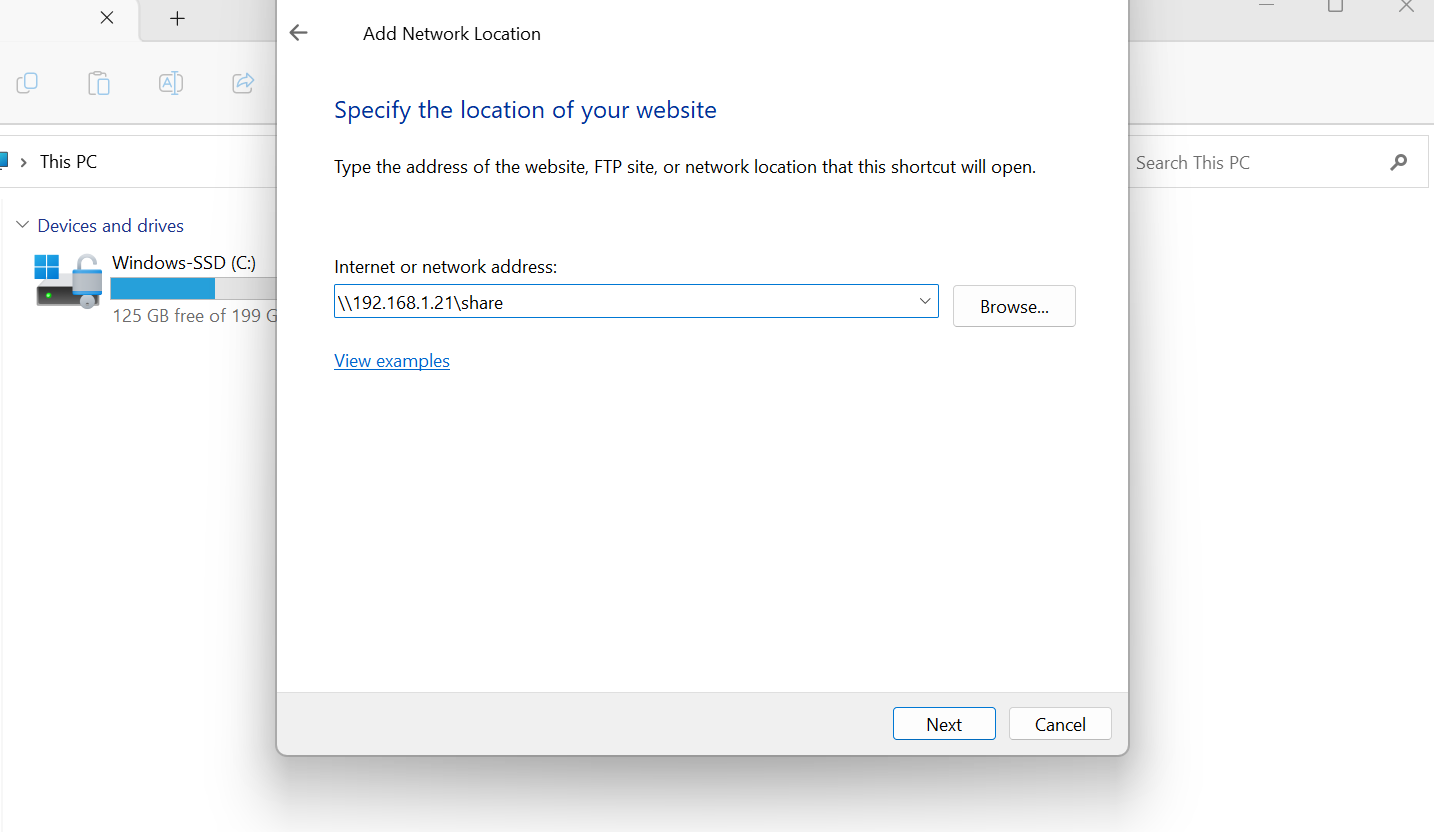 Add Network Location
Specify the location of your website
Type the address of the website, FTP site, or network location that this shortcut will open.
This PC
Search This PC
Devices and drives
Windows-SSD (C:)
125 GB free of 199 G
Internet or network address:
\\192.168.1.21\share
Browse...
View examples
Next
Cancel